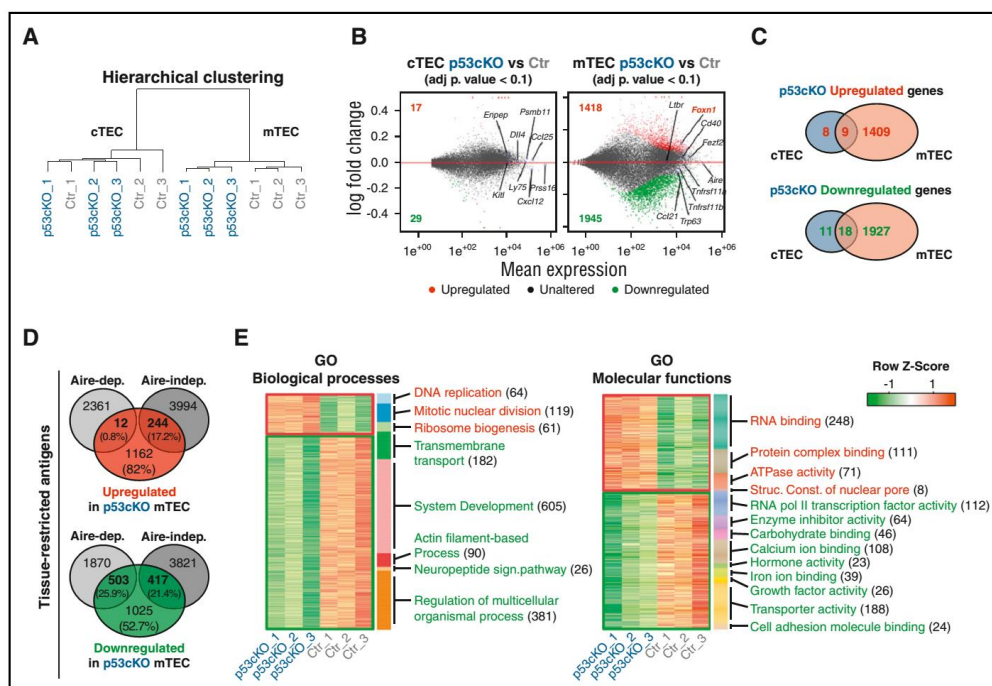 A
Hierarchical clustering
cTEC
mTEC
p53cKO_1
Ctr_1
p53cKO_2
p53cKO_3
Ctr_2
Ctr_3
p53cKO_1
p53cKO_2
p53cKO_3
Ctr_1
Ctr_2
Ctr_3
B
cTEC p53cKO vs Ctr
(adj p. value < 0.1)
mTEC p53cKO vs Ctr
(adj p. value < 0.1)
log fold change
0.4
0.2
0.0
-0.2
-0.4
17
29
Enpep
Psmb11
Dll4
Ccl25
Kitl
Ly75
Prss16
Cxcl12
1418
1945
Ltbr
Foxn1
Cd40
Fezf2
Aire
Tnfrsf11a
Tnfrsf11b
Ccl21
Trp63
1e+00
1e+02
1e+04
1e+06
1e+00
1e+02
1e+04
1e+06
Mean expression
Upregulated
Unaltered
Downregulated
C
p53cKO Upregulated genes
8
9
1409
cTEC
mTEC
p53cKO Downregulated genes
11
18
1927
cTEC
mTEC
D
Tissue-restricted antigens
Aire-dep.
Aire-indep.
2361
3994
12
(0.8%)
244
(17.2%)
1162
(82%)
Upregulated
in p53cKO mTEC
Aire-dep.
Aire-indep.
1870
3821
503
(25.9%)
417
(21.4%)
1025
(52.7%)
Downregulated
in p53cKO mTEC
E
GO
Biological processes
DNA replication (64)
Mitotic nuclear division (119)
Ribosome biogenesis (61)
Transmembrane
transport (182)
System Development (605)
Actin filament-based
Process (90)
Neuropeptide sign.pathway (26)
Regulation of multicellular
organismal process (381)
p53cKO_1
p53cKO_2
p53cKO_3
Ctr_1
Ctr_2
Ctr_3
GO
Molecular functions
Row Z-Score
-1
1
RNA binding (248)
Protein complex binding (111)
ATPase activity (71)
Struc. Const. of nuclear pore (8)
RNA pol II transcription factor activity (112)
Enzyme inhibitor activity (64)
Carbohydrate binding (46)
Calcium ion binding (108)
Hormone activity (23)
Iron ion binding (39)
Growth factor activity (26)
Transporter activity (188)
Cell adhesion molecule binding (24)
p53cKO_1
p53cKO_2
p53cKO_3
Ctr_1
Ctr_2
Ctr_3